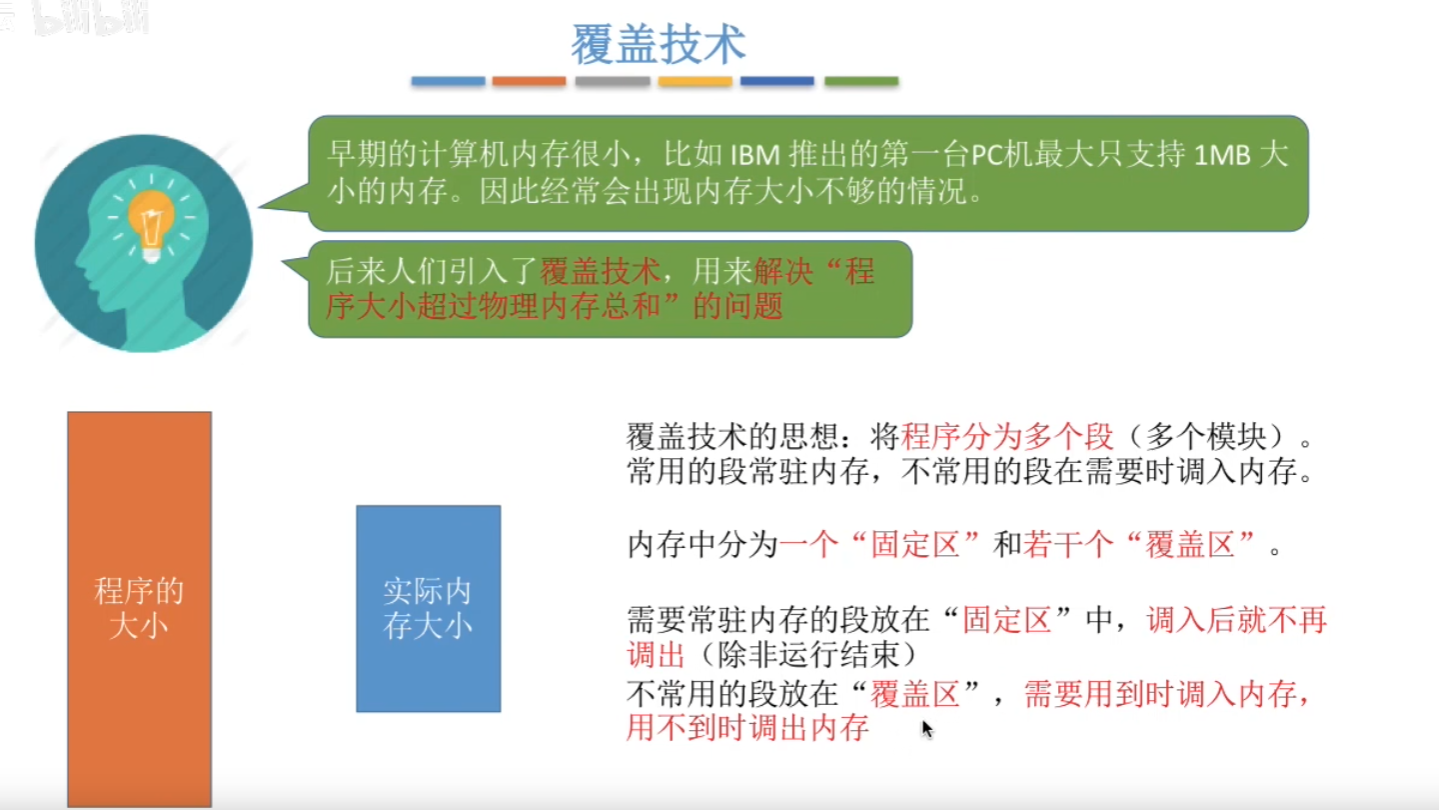 bilibili
覆盖技术
早期的计算机内存很小，比如 IBM 推出的第一台PC机最大只支持 1MB 大
小的内存。因此经常会出现内存大小不够的情况。
后来人们引入了覆盖技术，用来解决“程
序大小超过物理内存总和”的问题
程序的
大小
实际内
存大小
覆盖技术的思想：将程序分为多个段（多个模块）。
常用的段常驻内存，不常用的段在需要时调入内存。
内存中分为一个“固定区”和若干个“覆盖区”。
需要常驻内存的段放在“固定区”中，调入后就不再
调出（除非运行结束）
不常用的段放在“覆盖区”，需要用到时调入内存，
用不到时调出内存